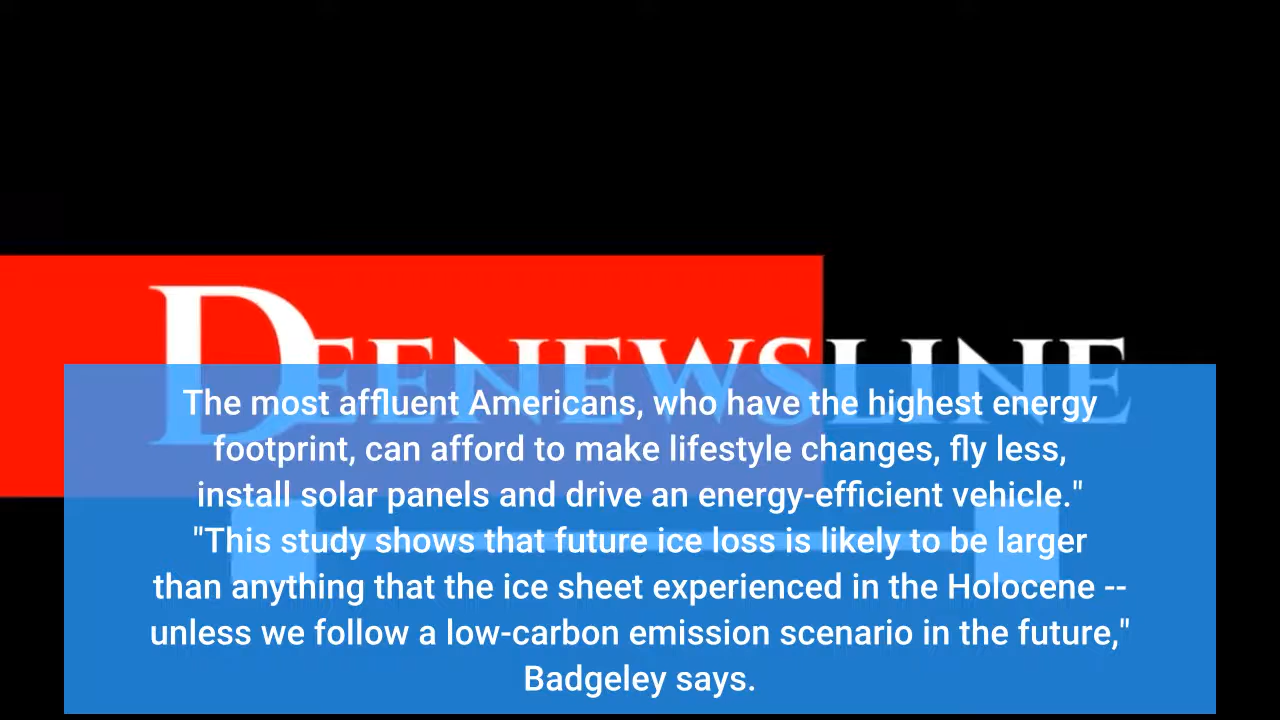 DEENEWSLINE
The most affluent Americans, who have the highest energy
footprint, can afford to make lifestyle changes, fly less,
install solar panels and drive an energy-efficient vehicle."
"This study shows that future ice loss is likely to be larger
than anything that the ice sheet experienced in the Holocene --
unless we follow a low-carbon emission scenario in the future,"
Badgeley says.